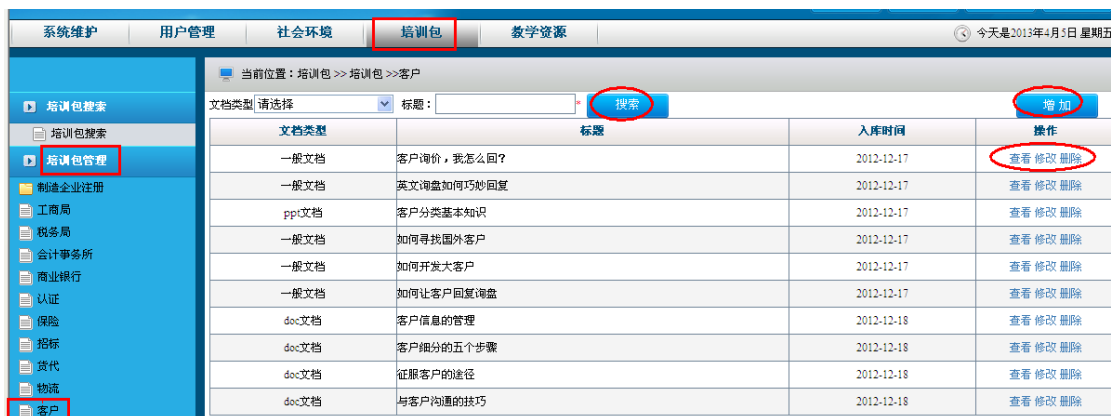 系统维护 用户管理 社会环境 培训包 教学资源 今天是2013年4月5日 星期五
当前位置：培训包 >> 培训包 >>客户
培训包搜索
培训包搜索
培训包管理
制造企业注册
工商局
税务局
会计事务所
商业银行
认证
保险
招标
货代
物流
客户
文档类型 请选择 标题： * 搜索 增 加
文档类型 标题 入库时间 操作
一般文档 客户询价，我怎么回? 2012-12-17 查看 修改 删除
一般文档 英文询盘如何巧妙回复 2012-12-17 查看 修改 删除
ppt文档 客户分类基本知识 2012-12-17 查看 修改 删除
一般文档 如何寻找国外客户 2012-12-17 查看 修改 删除
一般文档 如何开发大客户 2012-12-17 查看 修改 删除
一般文档 如何让客户回复询盘 2012-12-17 查看 修改 删除
doc文档 客户信息的管理 2012-12-18 查看 修改 删除
doc文档 客户细分的五个步骤 2012-12-18 查看 修改 删除
doc文档 征服客户的途径 2012-12-18 查看 修改 删除
doc文档 与客户沟通的技巧 2012-12-18 查看 修改 删除